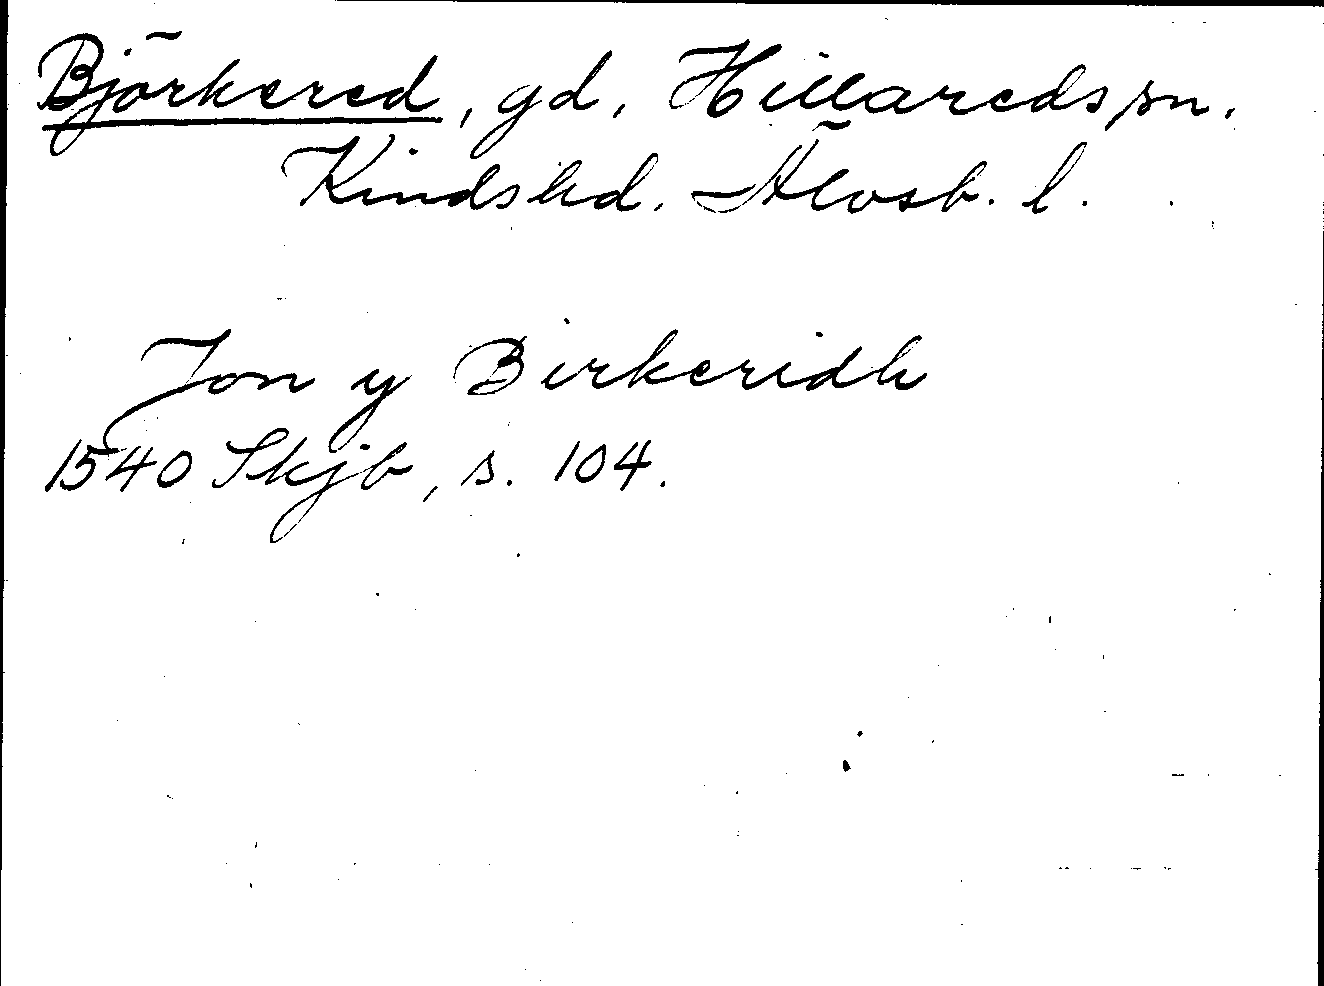 Björkered, gd, Hillareds sn.
Kinds hd. Älvsb. l.
Jon y Birkeridh
1540 Skjb, s. 104.